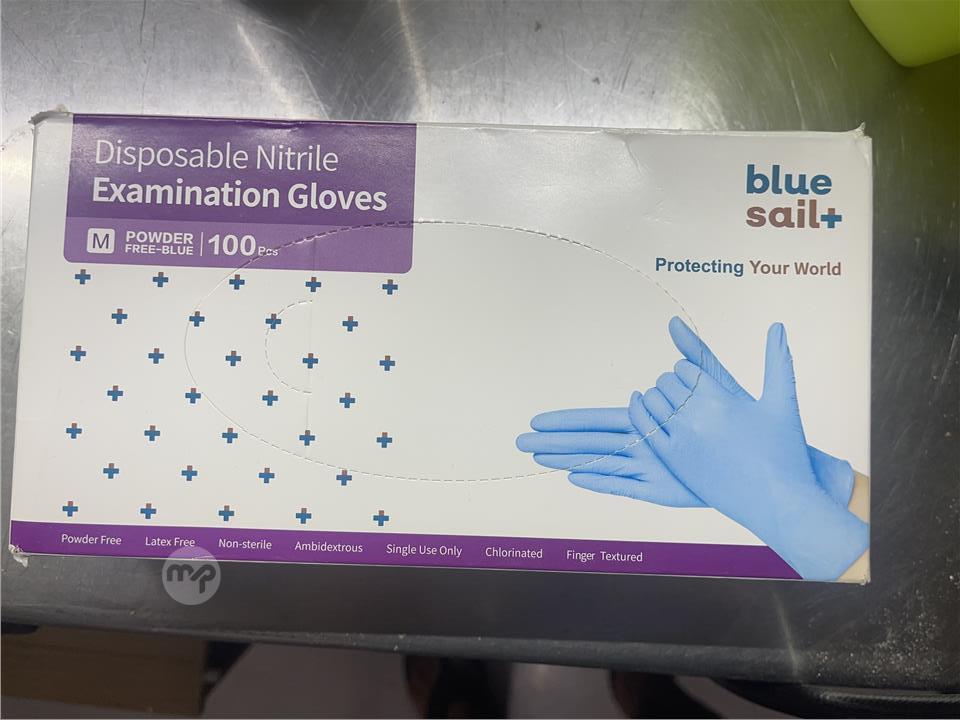 Disposable Nitrile
Examination Gloves
M POWDER FREE-BLUE 100 Pcs
blue
sail+
Protecting Your World
Powder Free Latex Free Non-sterile Ambidextrous Single Use Only Chlorinated Finger Textured
mp